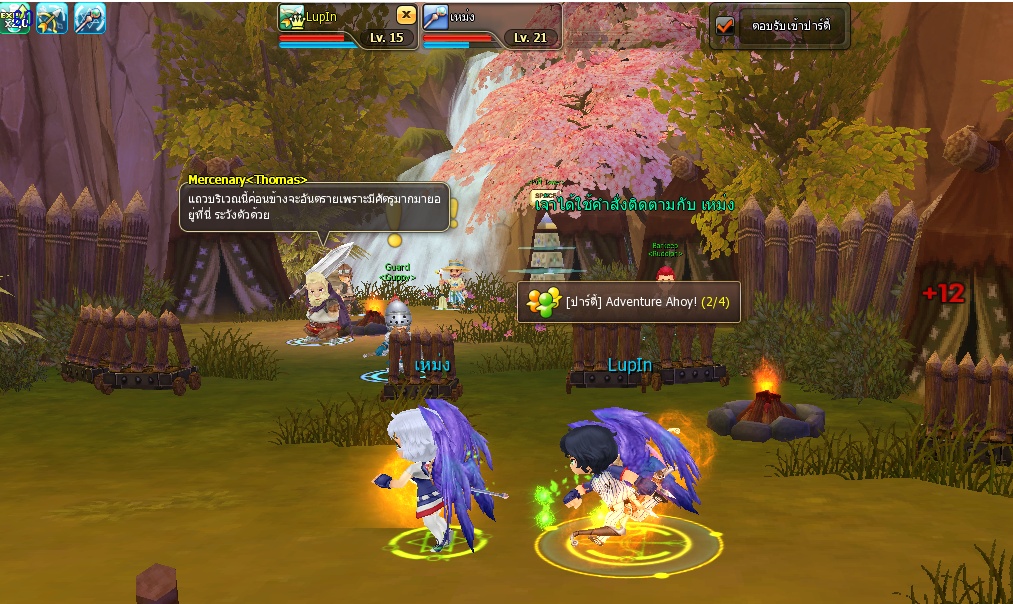 LupIn
Lv. 15
เหม่ง
Lv. 21
ตอบรับเข้าปาร์ตี้
Mercenary<Thomas>
แถวบริเวณนี้ค่อนข้างจะอันตรายเพราะมีศัตรูมากมายอ
ยู่ที่นี่ ระวังตัวด้วย
SPACE
เจ้าได้ใช้คำสั่งติดตามกับ เหม่ง
Guard
<Guppy>
Barkeep
<Rudolph>
[ปาร์ตี้] Adventure Ahoy! (2/4)
+12
เหม่ง
LupIn